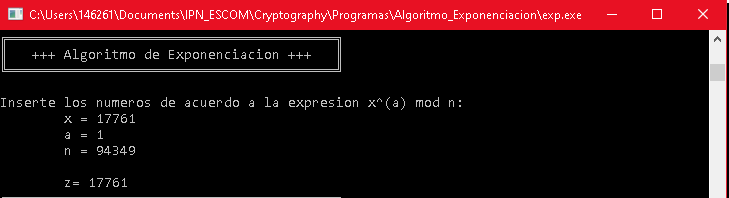 C:\Users\146261\Documents\IPN_ESCOM\Cryptography\Programas\Algoritmo_Exponenciacion\exp.exe
+++ Algoritmo de Exponenciacion +++
Inserte los numeros de acuerdo a la expresion x^(a) mod n:
x = 17761
a = 1
n = 94349
z= 17761